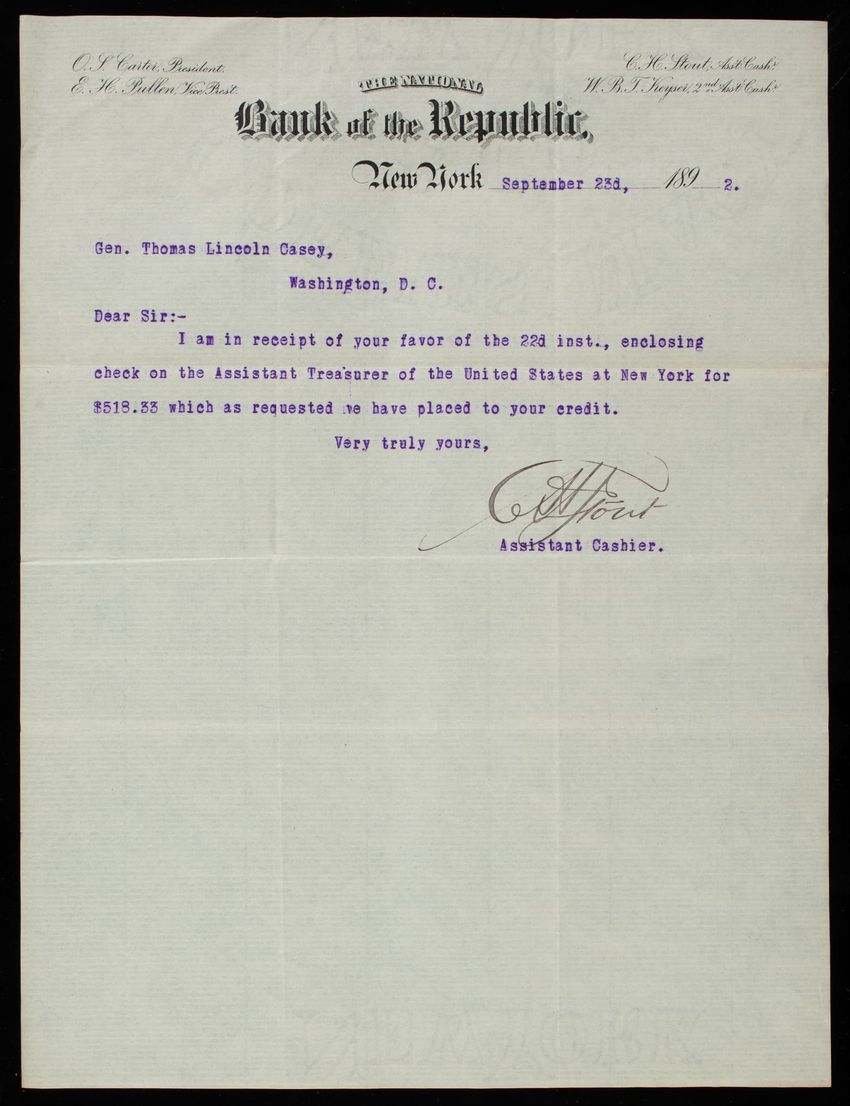 O. S. Carter, President.
E. H. Pullen, Vice Prest.
C. H. Stout, Asst Cashr
W. B. T. Keyser, 2nd Asst Cashr
THE NATIONAL
Bank of the Republic,
New York September 23d, 1892.
Gen. Thomas Lincoln Casey,
Washington, D. C.
Dear Sir:-
I am in receipt of your favor of the 22d inst., enclosing
check on the Assistant Treasurer of the United States at New York for
$518.33 which as requested we have placed to your credit.
Very truly yours,
C H Stout
Assistant Cashier.